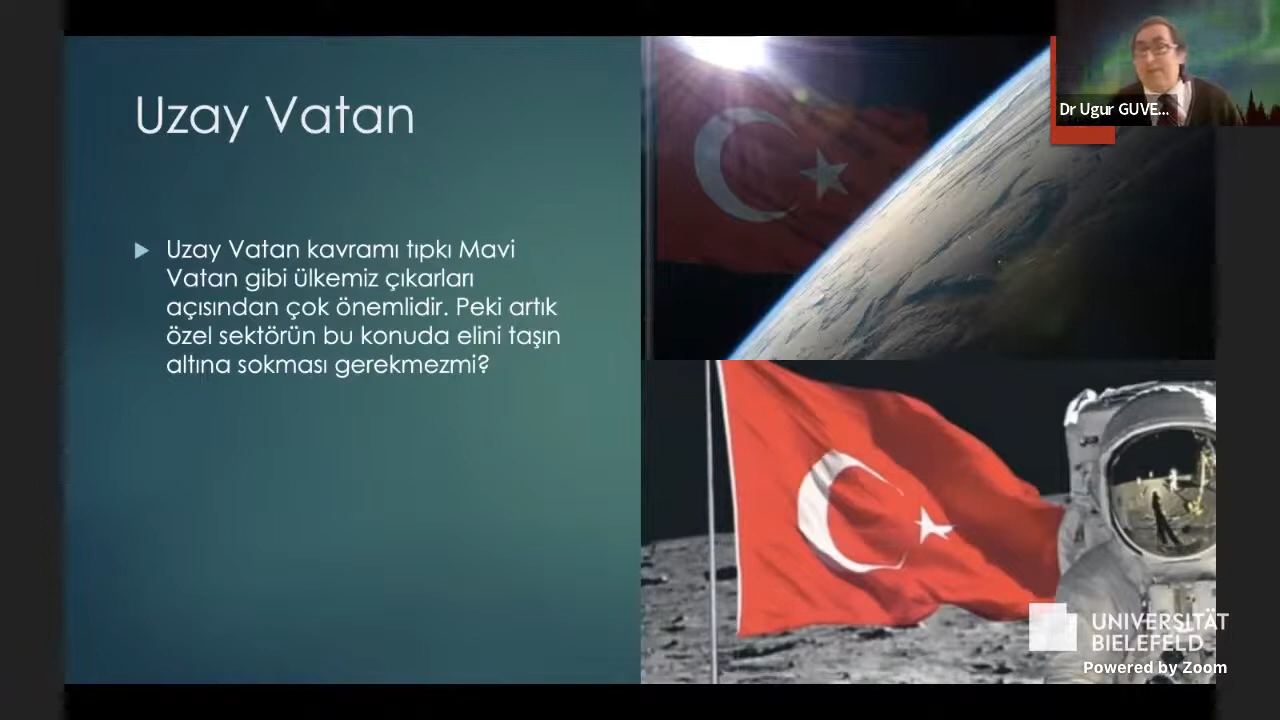 Uzay Vatan
Uzay Vatan kavramı tıpkı Mavi
Vatan gibi ülkemiz çıkarları
açısından çok önemlidir. Peki artık
özel sektörün bu konuda elini taşın
altına sokması gerekmezmi?
Dr Ugur GUVE...
UNIVERSITÄT
BIELEFELD
Powered by Zoom